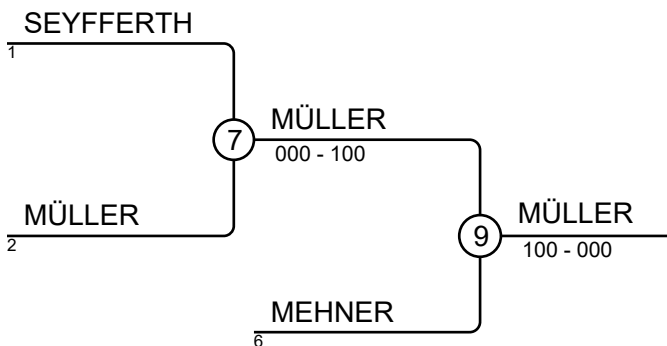 SEYFFERTH
1
7
MÜLLER
000 - 100
MÜLLER
2
9
MÜLLER
100 - 000
MEHNER
6